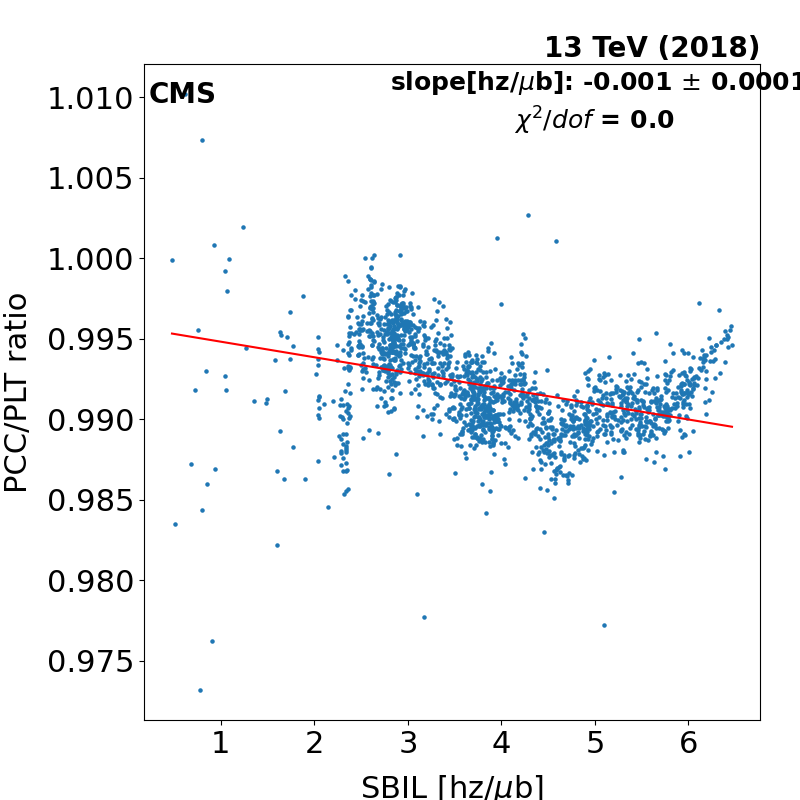 13 TeV (2018)
CMS
slope[hz/μb]: -0.001 ± 0.0001
χ²/dof = 0.0
1.010
1.005
1.000
0.995
0.990
0.985
0.980
0.975
PCC/PLT ratio
1 2 3 4 5 6
SBIL [hz/μb]